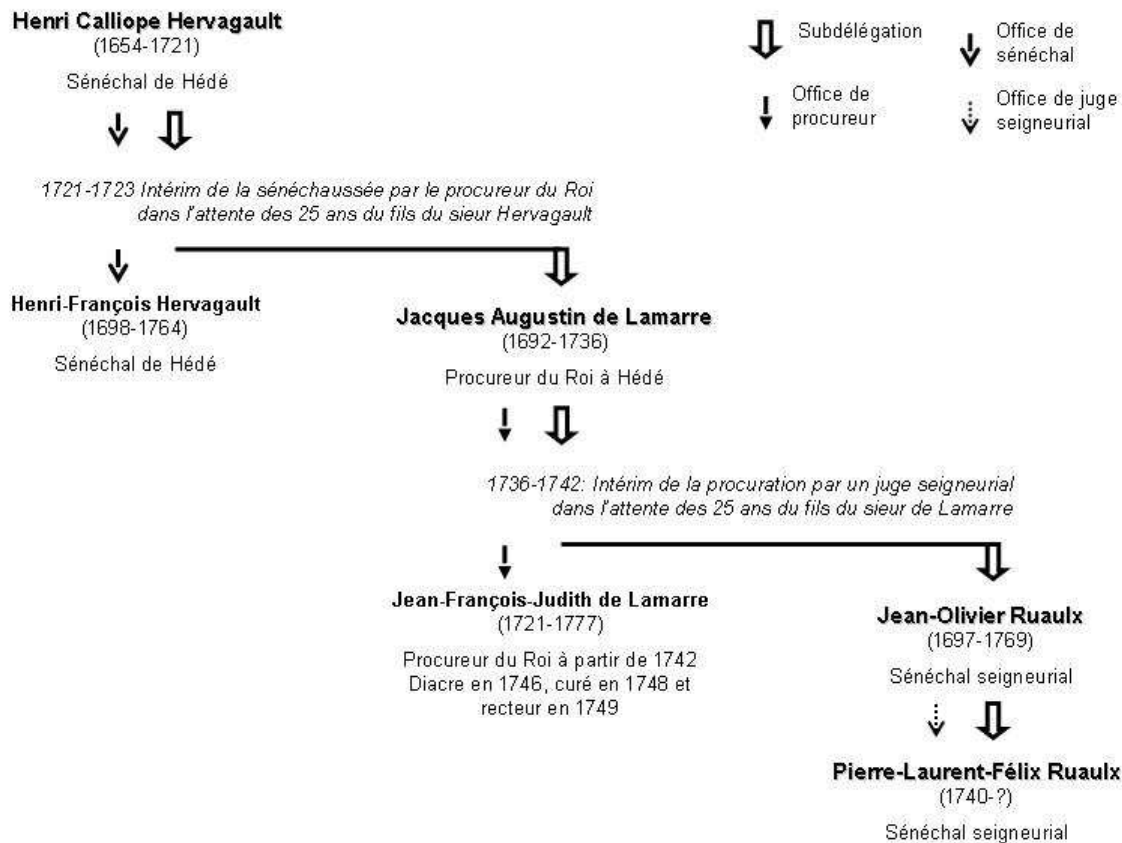 Henri Calliope Hervagault
(1654-1721)
Sénéchal de Hédé
Subdélégation
Office de
sénéchal
Office de
procureur
Office de juge
seigneurial
1721-1723 Intérim de la sénéchaussée par le procureur du Roi
dans l'attente des 25 ans du fils du sieur Hervagault
Henri-François Hervagault
(1698-1764)
Sénéchal de Hédé
Jacques Augustin de Lamarre
(1692-1736)
Procureur du Roi à Hédé
1736-1742: Intérim de la procuration par un juge seigneurial
dans l'attente des 25 ans du fils du sieur de Lamarre
Jean-François-Judith de Lamarre
(1721-1777)
Procureur du Roi à partir de 1742
Diacre en 1746, curé en 1748 et
recteur en 1749
Jean-Olivier Ruaulx
(1697-1769)
Sénéchal seigneurial
Pierre-Laurent-Félix Ruaulx
(1740-?)
Sénéchal seigneurial